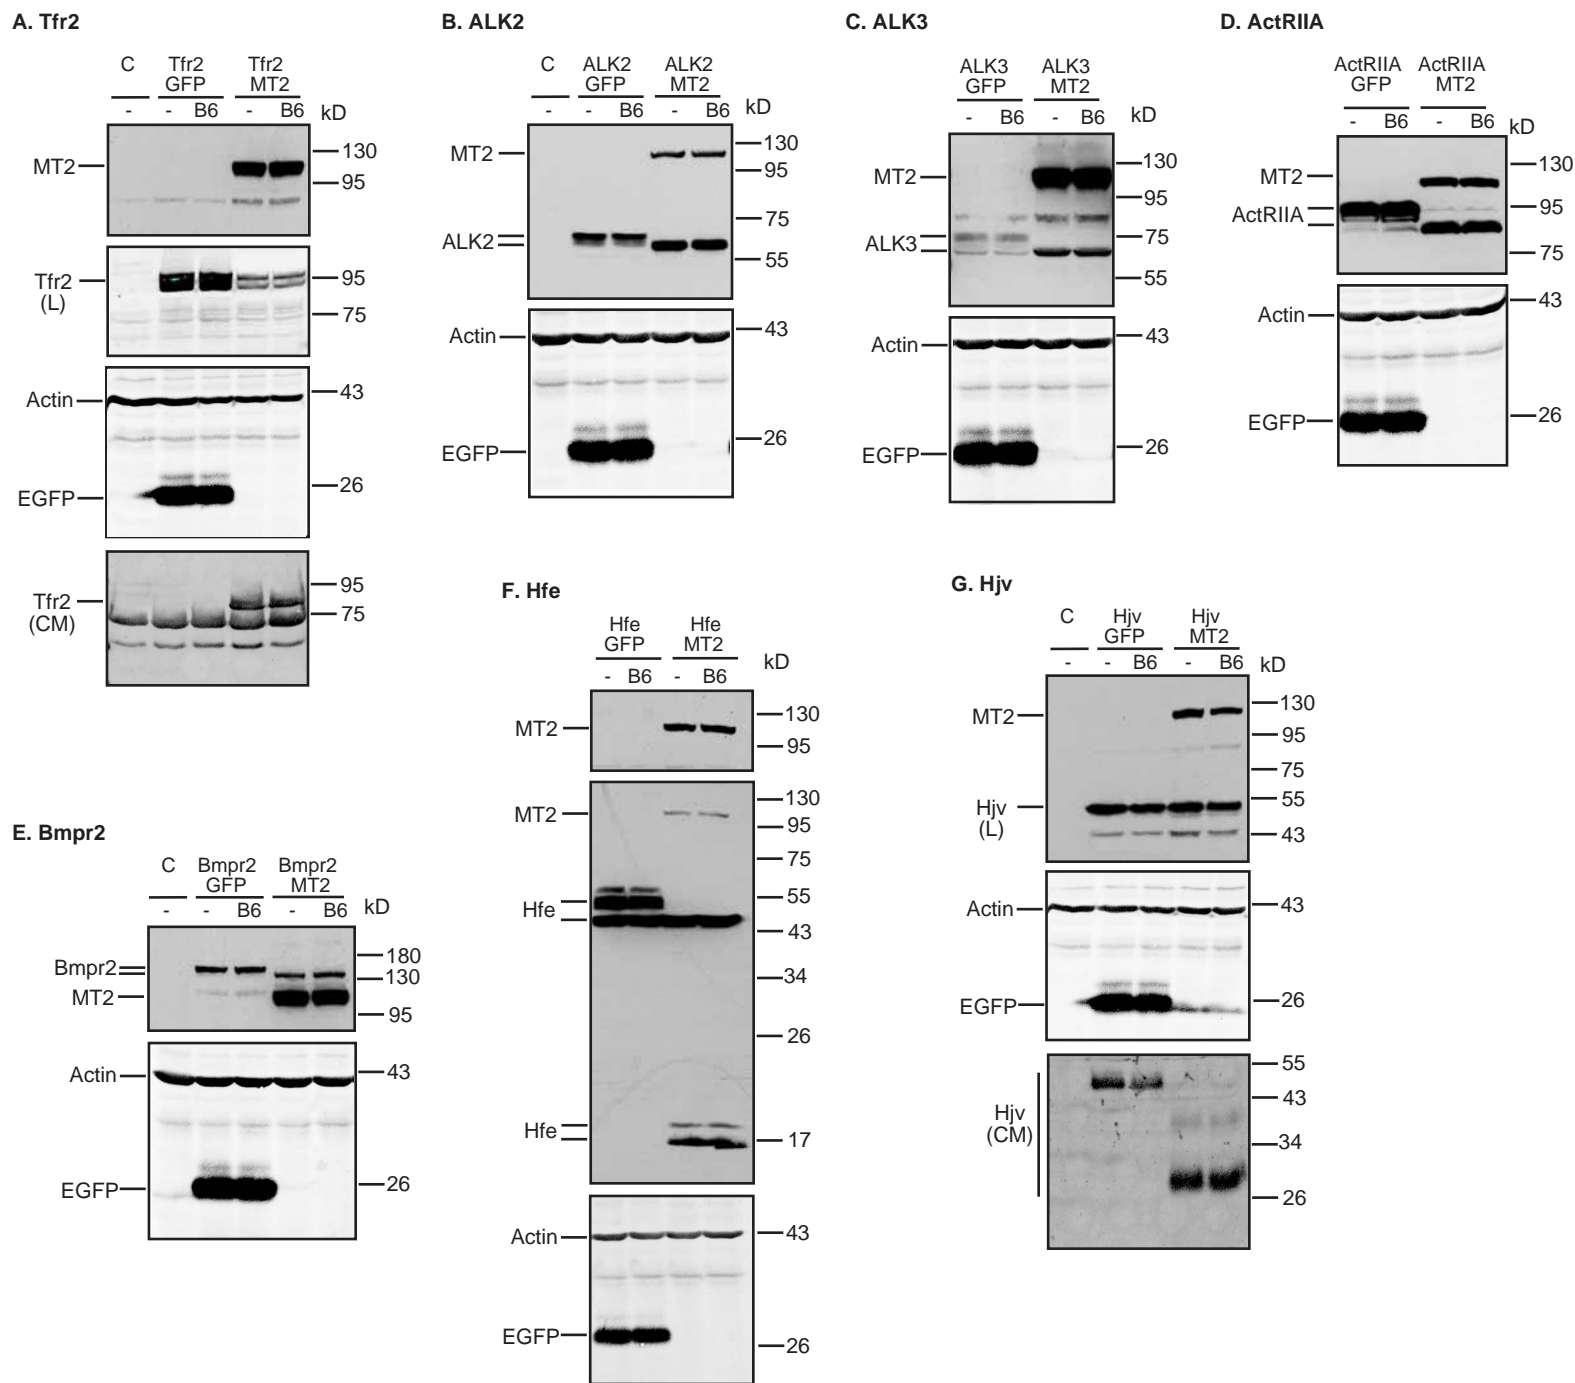 A. Tfr2
C
Tfr2 GFP
Tfr2 MT2
- - B6 - B6
kD
MT2
130
95
Tfr2 (L)
95
75
Actin
43
EGFP
26
Tfr2 (CM)
95
75
B. ALK2
C
ALK2 GFP
ALK2 MT2
- - B6 - B6
kD
MT2
130
95
75
ALK2
55
Actin
43
EGFP
26
C. ALK3
ALK3 GFP
ALK3 MT2
- B6 - B6
kD
MT2
130
95
ALK3
75
55
Actin
43
EGFP
26
D. ActRIIA
ActRIIA GFP
ActRIIA MT2
- B6 - B6
kD
MT2
130
ActRIIA
95
75
Actin
43
EGFP
26
E. Bmpr2
C
Bmpr2 GFP
Bmpr2 MT2
- - B6 - B6
kD
Bmpr2
180
130
MT2
95
Actin
43
EGFP
26
F. Hfe
Hfe GFP
Hfe MT2
- B6 - B6
kD
MT2
130
95
MT2
130
95
75
Hfe
55
43
34
26
Hfe
17
Actin
43
EGFP
26
G. Hjv
C
Hjv GFP
Hjv MT2
- - B6 - B6
kD
MT2
130
95
75
Hjv (L)
55
43
Actin
43
EGFP
26
Hjv (CM)
55
43
34
26